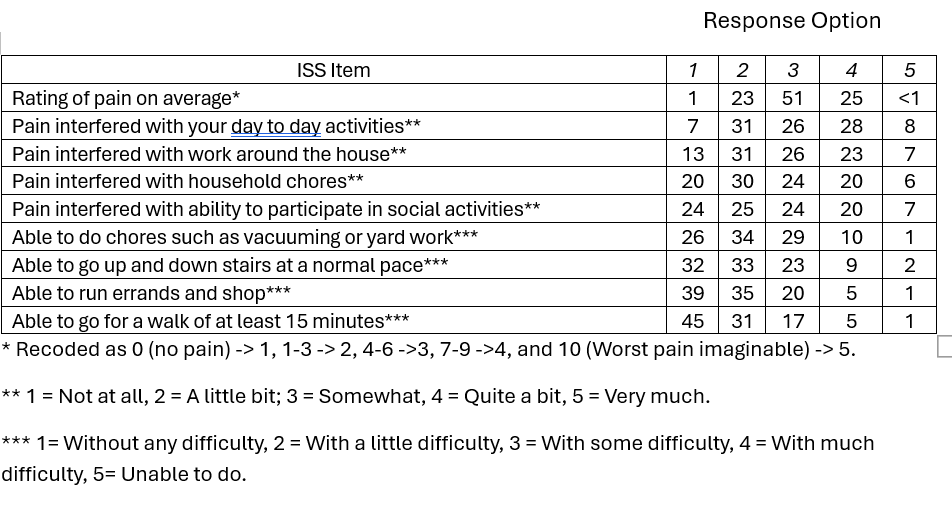 Response Option
ISS Item 1 2 3 4 5
Rating of pain on average* 1 23 51 25 <1
Pain interfered with your day to day activities** 7 31 26 28 8
Pain interfered with work around the house** 13 31 26 23 7
Pain interfered with household chores** 20 30 24 20 6
Pain interfered with ability to participate in social activities** 24 25 24 20 7
Able to do chores such as vacuuming or yard work*** 26 34 29 10 1
Able to go up and down stairs at a normal pace*** 32 33 23 9 2
Able to run errands and shop*** 39 35 20 5 1
Able to go for a walk of at least 15 minutes*** 45 31 17 5 1
* Recoded as 0 (no pain) -> 1, 1-3 -> 2, 4-6 ->3, 7-9 ->4, and 10 (Worst pain imaginable) -> 5.
** 1 = Not at all, 2 = A little bit; 3 = Somewhat, 4 = Quite a bit, 5 = Very much.
*** 1= Without any difficulty, 2 = With a little difficulty, 3 = With some difficulty, 4 = With much
difficulty, 5= Unable to do.